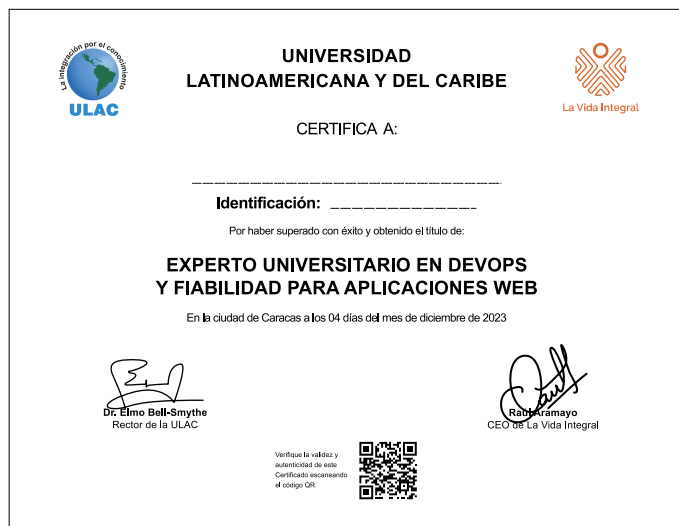 La integración por el conocimiento
ULAC
UNIVERSIDAD
LATINOAMERICANA Y DEL CARIBE
La Vida Integral
CERTIFICA A:
Identificación:
Por haber superado con éxito y obtenido el título de:
EXPERTO UNIVERSITARIO EN DEVOPS
Y FIABILIDAD PARA APLICACIONES WEB
En la ciudad de Caracas a los 04 días del mes de diciembre de 2023
Dr. Elmo Bell-Smythe
Rector de la ULAC
Raúl Aramayo
CEO de La Vida Integral
Verifique la validez y
autenticidad de este
Certificado escaneando
el código QR